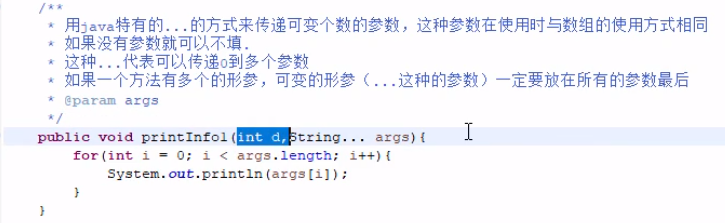 /**
 * 用java特有的...的方式来传递可变个数的参数，这种参数在使用时与数组的使用方式相同
 * 如果没有参数就可以不填.
 * 这种...代表可以传递0到多个参数
 * 如果一个方法有多个的形参，可变的形参（...这种的参数）一定要放在所有的参数最后
 * @param args
 */
public void printInfo1(int d,String... args){
    for(int i = 0; i < args.length; i++){
        System.out.println(args[i]);
    }
}